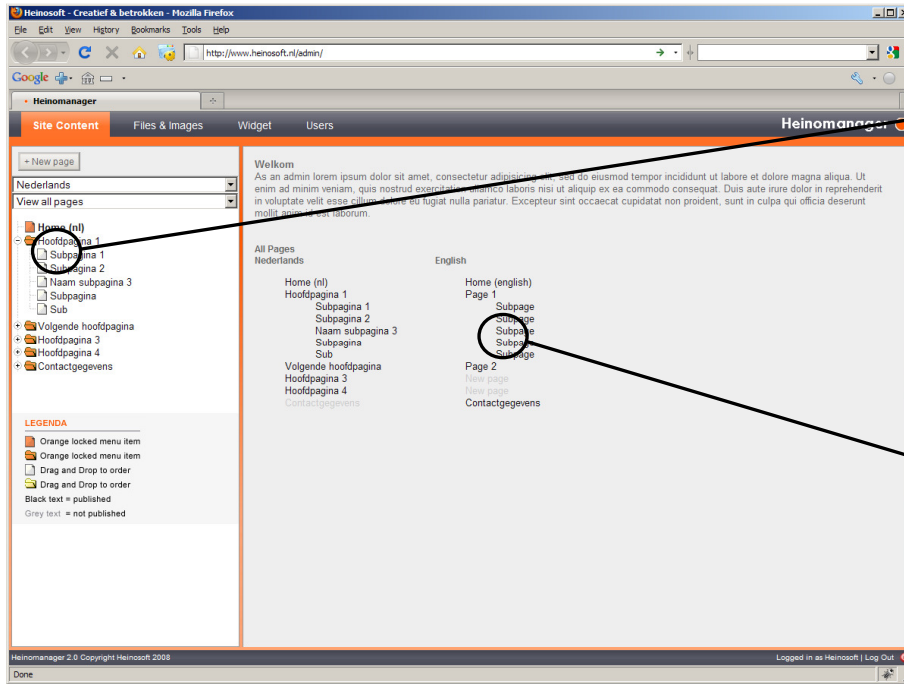 Heinosoft - Creatief & betrokken - Mozilla Firefox
File Edit View History Bookmarks Tools Help
http://www.heinosoft.nl/admin/
Google
Heinomanager
Site Content Files & Images Widget Users Heinomanager
+ New page
Nederlands
View all pages
Home (nl)
Hoofdpagina 1
Subpagina 1
Subpagina 2
Naam subpagina 3
Subpagina
Sub
Volgende hoofdpagina
Hoofdpagina 3
Hoofdpagina 4
Contactgegevens
LEGENDA
Orange locked menu item
Orange locked menu item
Drag and Drop to order
Drag and Drop to order
Black text = published
Grey text = not published
Welkom
As an admin lorem ipsum dolor sit amet, consectetur adipisicing elit, sed do eiusmod tempor incididunt ut labore et dolore magna aliqua. Ut
enim ad minim veniam, quis nostrud exercitation ullamco laboris nisi ut aliquip ex ea commodo consequat. Duis aute irure dolor in reprehenderit
in voluptate velit esse cillum dolore eu fugiat nulla pariatur. Excepteur sint occaecat cupidatat non proident, sunt in culpa qui officia deserunt
mollit anim id est laborum.
All Pages
Nederlands English
Home (nl) Home (english)
Hoofdpagina 1 Page 1
Subpagina 1 Subpage
Subpagina 2 Subpage
Naam subpagina 3 Subpage
Subpagina Subpage
Sub Subpage
Volgende hoofdpagina Page 2
Hoofdpagina 3 New page
Hoofdpagina 4 New page
Contactgegevens Contactgegevens
Heinomanager 2.0 Copyright Heinosoft 2008 Logged in as Heinosoft | Log Out
Done